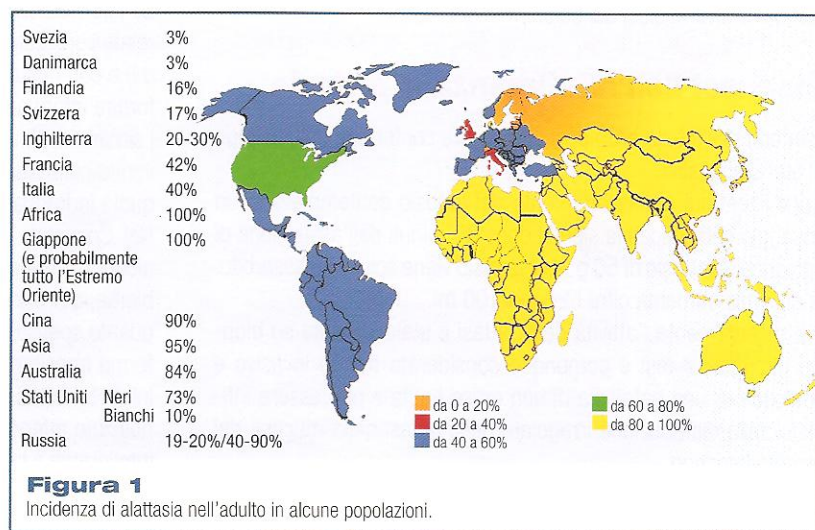 Svezia 3%
Danimarca 3%
Finlandia 16%
Svizzera 17%
Inghilterra 20-30%
Francia 42%
Italia 40%
Africa 100%
Giappone 100%
(e probabilmente
tutto l'Estremo
Oriente)
Cina 90%
Asia 95%
Australia 84%
Stati Uniti Neri 73%
Bianchi 10%
Russia 19-20%/40-90%
da 0 a 20%
da 20 a 40%
da 40 a 60%
da 60 a 80%
da 80 a 100%
Figura 1
Incidenza di alattasia nell'adulto in alcune popolazioni.